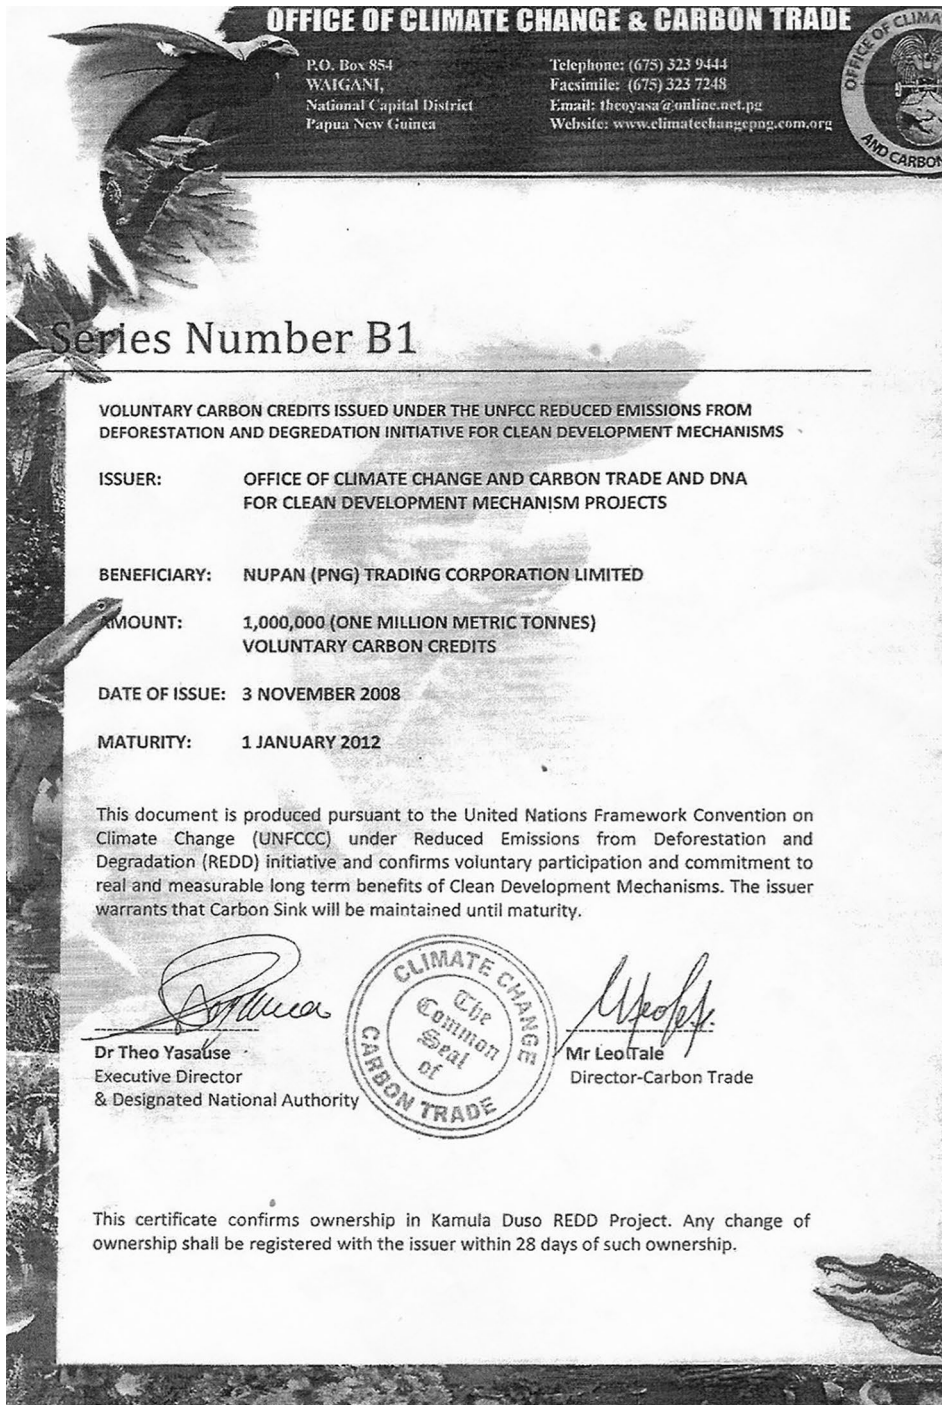 OFFICE OF CLIMATE CHANGE & CARBON TRADE
P.O. Box 854
WAIGANI,
National Capital District
Papua New Guinea
Telephone: (675) 323 9444
Facsimile: (675) 323 7248
Email: theoyasa@online.net.pg
Website: www.climatechangepng.com.org
OFFICE OF CLIMA
AND CARBON
Series Number B1
VOLUNTARY CARBON CREDITS ISSUED UNDER THE UNFCC REDUCED EMISSIONS FROM
DEFORESTATION AND DEGREDATION INITIATIVE FOR CLEAN DEVELOPMENT MECHANISMS
ISSUER: OFFICE OF CLIMATE CHANGE AND CARBON TRADE AND DNA
FOR CLEAN DEVELOPMENT MECHANISM PROJECTS
BENEFICIARY: NUPAN (PNG) TRADING CORPORATION LIMITED
AMOUNT: 1,000,000 (ONE MILLION METRIC TONNES)
VOLUNTARY CARBON CREDITS
DATE OF ISSUE: 3 NOVEMBER 2008
MATURITY: 1 JANUARY 2012
This document is produced pursuant to the United Nations Framework Convention on
Climate Change (UNFCCC) under Reduced Emissions from Deforestation and
Degradation (REDD) initiative and confirms voluntary participation and commitment to
real and measurable long term benefits of Clean Development Mechanisms. The issuer
warrants that Carbon Sink will be maintained until maturity.
CLIMATE CHANGE
CARBON TRADE
The
Common
Seal
of
Dr Theo Yasause
Executive Director
& Designated National Authority
Mr Leo Tale
Director-Carbon Trade
This certificate confirms ownership in Kamula Duso REDD Project. Any change of
ownership shall be registered with the issuer within 28 days of such ownership.